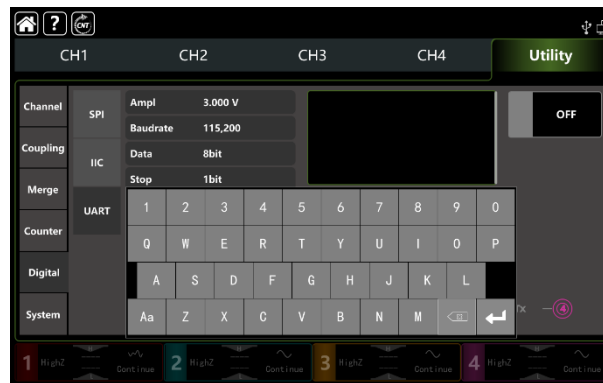 ? CNT
CH1 CH2 CH3 CH4 Utility
Channel
Coupling
Merge
Counter
Digital
System
SPI
IIC
UART
Ampl 3.000 V
Baudrate 115,200
Data 8bit
Stop 1bit
OFF
1 2 3 4 5 6 7 8 9 0
Q W E R T Y U I O P
A S D F G H J K L
Aa Z X C V B N M
4
1 HighZ Continue 2 HighZ Continue 3 HighZ Continue 4 HighZ Continue